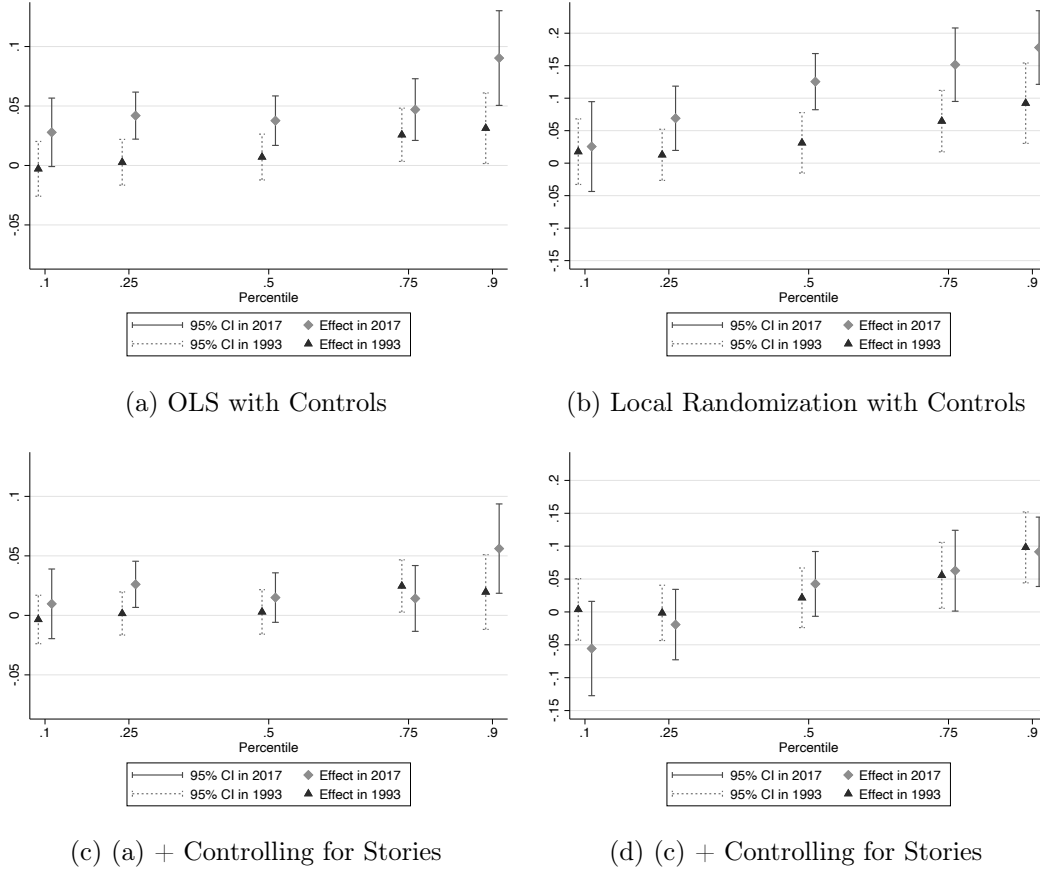 .1
.05
0
-.05
.1
.25
.5
.75
.9
Percentile
95% CI in 2017 Effect in 2017
95% CI in 1993 Effect in 1993
(a) OLS with Controls
.2
.15
.1
.05
0
-.05
-.1
-.15
.1
.25
.5
.75
.9
Percentile
95% CI in 2017 Effect in 2017
95% CI in 1993 Effect in 1993
(b) Local Randomization with Controls
.1
.05
0
-.05
.1
.25
.5
.75
.9
Percentile
95% CI in 2017 Effect in 2017
95% CI in 1993 Effect in 1993
(c) (a) + Controlling for Stories
.2
.15
.1
.05
0
-.05
-.1
-.15
.1
.25
.5
.75
.9
Percentile
95% CI in 2017 Effect in 2017
95% CI in 1993 Effect in 1993
(d) (c) + Controlling for Stories